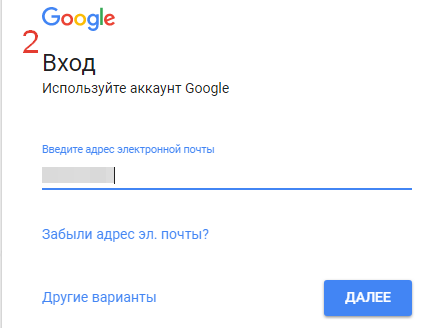 Google
2
Вход
Используйте аккаунт Google
Введите адрес электронной почты
Забыли адрес эл. почты?
Другие варианты
ДАЛЕЕ